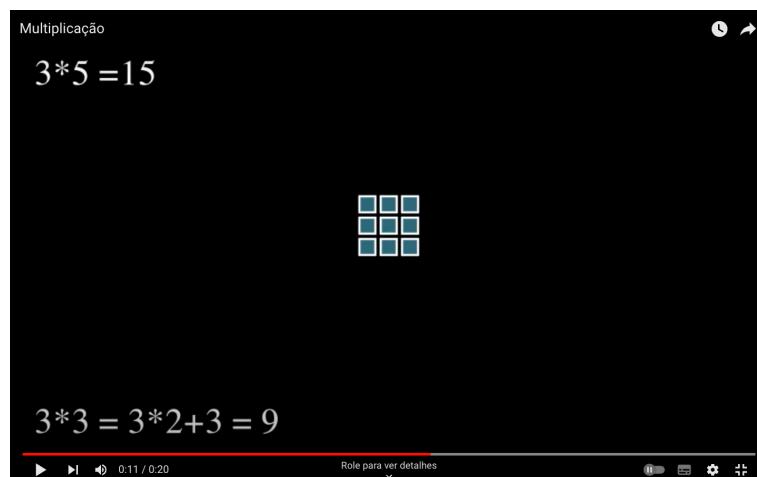 Multiplicação
3*5 =15
3*3 = 3*2+3 = 9
0:11 / 0:20
Role para ver detalhes